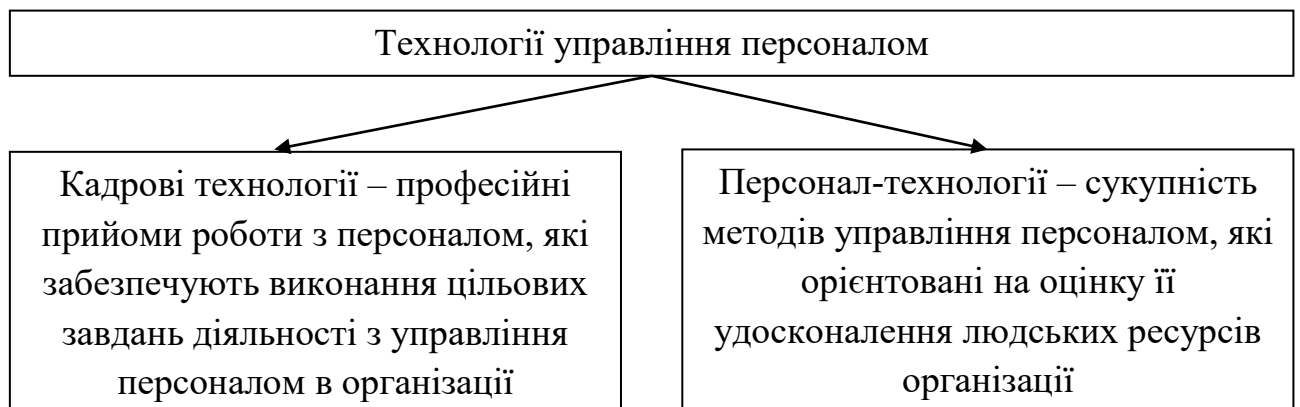 Технології управління персоналом
Кадрові технології – професійні
прийоми роботи з персоналом, які
забезпечують виконання цільових
завдань діяльності з управління
персоналом в організації
Персонал-технології – сукупність
методів управління персоналом, які
орієнтовані на оцінку її
удосконалення людських ресурсів
організації